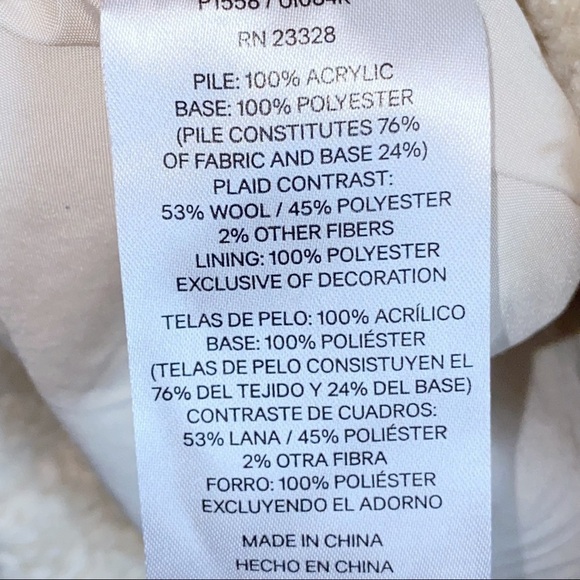 RN 23328
PILE: 100% ACRYLIC
BASE: 100% POLYESTER
(PILE CONSTITUTES 76%
OF FABRIC AND BASE 24%)
PLAID CONTRAST:
53% WOOL / 45% POLYESTER
2% OTHER FIBERS
LINING: 100% POLYESTER
EXCLUSIVE OF DECORATION
TELAS DE PELO: 100% ACRÍLICO
BASE: 100% POLIÉSTER
(TELAS DE PELO CONSISTUYEN EL
76% DEL TEJIDO Y 24% DEL BASE)
CONTRASTE DE CUADROS:
53% LANA / 45% POLIÉSTER
2% OTRA FIBRA
FORRO: 100% POLIÉSTER
EXCLUYENDO EL ADORNO
MADE IN CHINA
HECHO EN CHINA